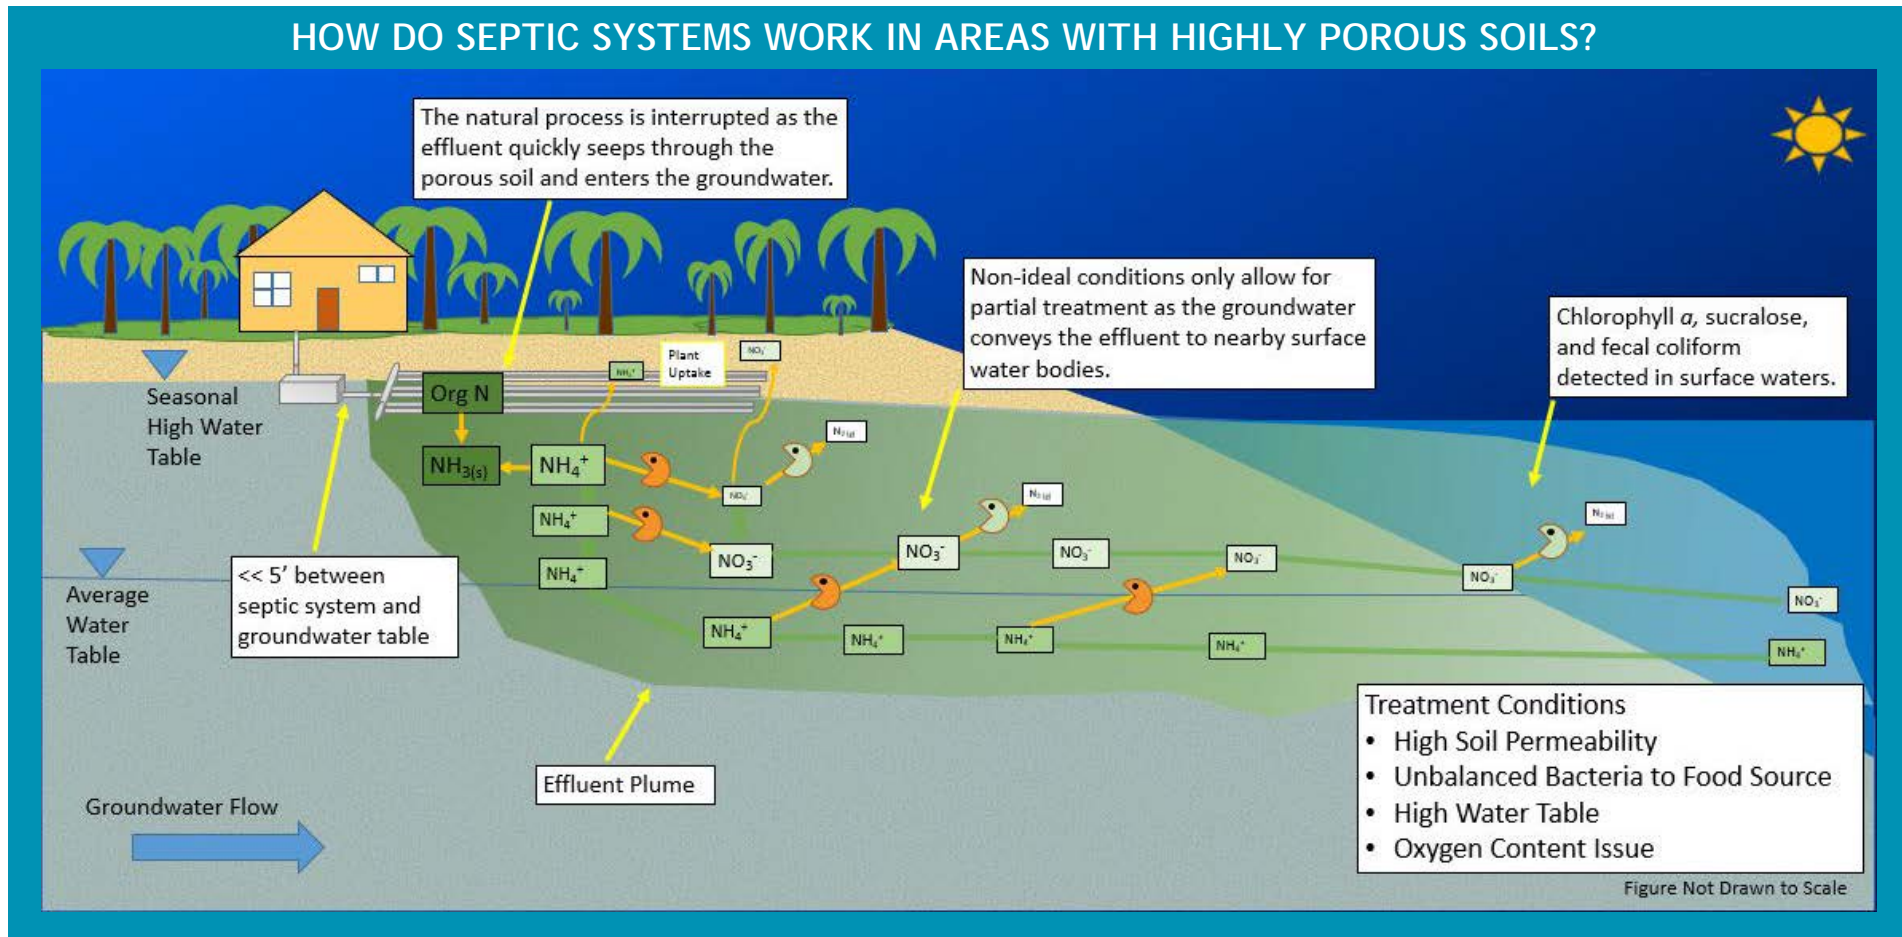 HOW DO SEPTIC SYSTEMS WORK IN AREAS WITH HIGHLY POROUS SOILS?
The natural process is interrupted as the
effluent quickly seeps through the
porous soil and enters the groundwater.
Non-ideal conditions only allow for
partial treatment as the groundwater
conveys the effluent to nearby surface
water bodies.
Chlorophyll a, sucralose,
and fecal coliform
detected in surface waters.
Seasonal
High Water
Table
Org N
NH₄⁺
Plant
Uptake
NO₃⁻
NH₃₍ₛ₎
NH₄⁺
NO₃⁻
N₂₍g₎
NH₄⁺
NO₃⁻
NO₃⁻
N₂₍g₎
NO₃⁻
NO₃⁻
NO₃⁻
N₂₍g₎
NO₃⁻
NH₄⁺
NH₄⁺
NH₄⁺
NH₄⁺
NH₄⁺
NH₄⁺
Average
Water
Table
<< 5’ between
septic system and
groundwater table
Effluent Plume
Groundwater Flow
Treatment Conditions
• High Soil Permeability
• Unbalanced Bacteria to Food Source
• High Water Table
• Oxygen Content Issue
Figure Not Drawn to Scale